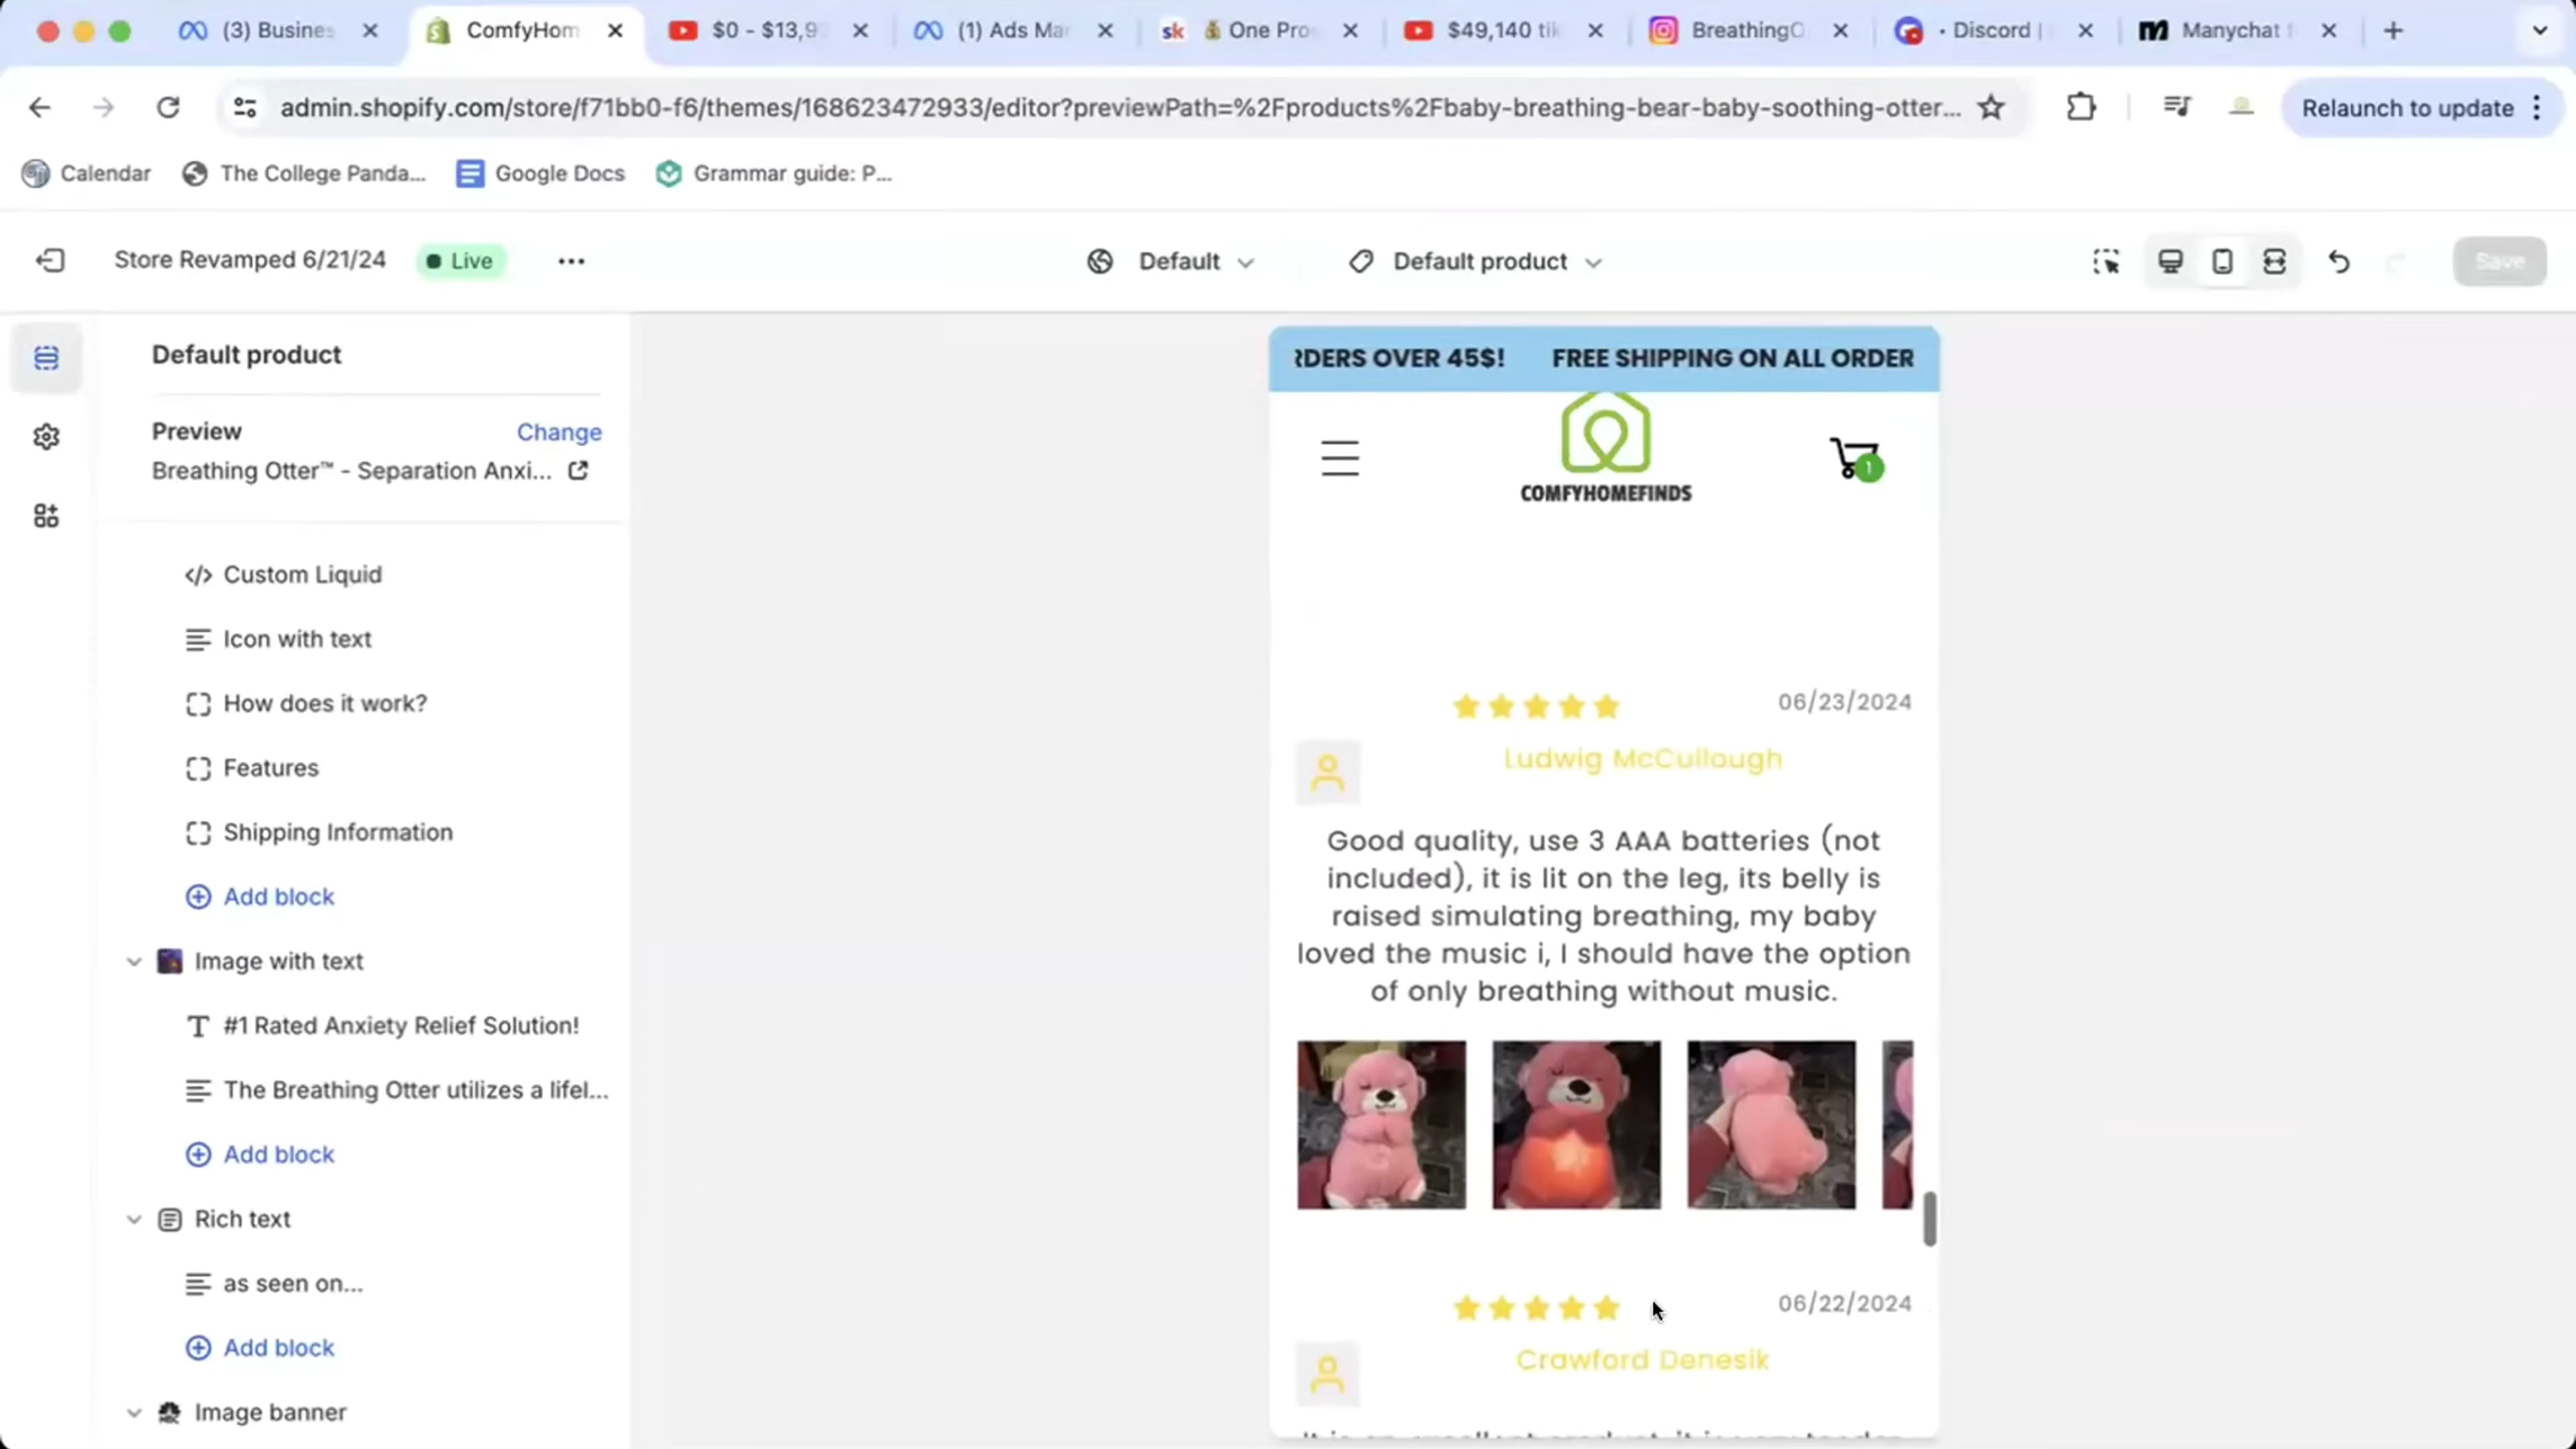 (3) Busines
ComfyHom
$0 - $13,9
(1) Ads Mar
sk
One Pro
$49,140 tik
BreathingO
· Discord |
Manychat
admin.shopify.com/store/f71bb0-f6/themes/168623472933/editor?previewPath=%2Fproducts%2Fbaby-breathing-bear-baby-soothing-otter...
Relaunch to update
Calendar
The College Panda...
Google Docs
Grammar guide: P...
Store Revamped 6/21/24
Live
Default
Default product
Save
Default product
Preview
Change
Breathing Otter™ - Separation Anxi...
Custom Liquid
Icon with text
How does it work?
Features
Shipping Information
Add block
Image with text
#1 Rated Anxiety Relief Solution!
The Breathing Otter utilizes a lifel...
Add block
Rich text
as seen on...
Add block
Image banner
RDERS OVER 45$! FREE SHIPPING ON ALL ORDER
COMFYHOMEFINDS
1
06/23/2024
Ludwig McCullough
Good quality, use 3 AAA batteries (not
included), it is lit on the leg, its belly is
raised simulating breathing, my baby
loved the music i, I should have the option
of only breathing without music.
06/22/2024
Crawford Denesik